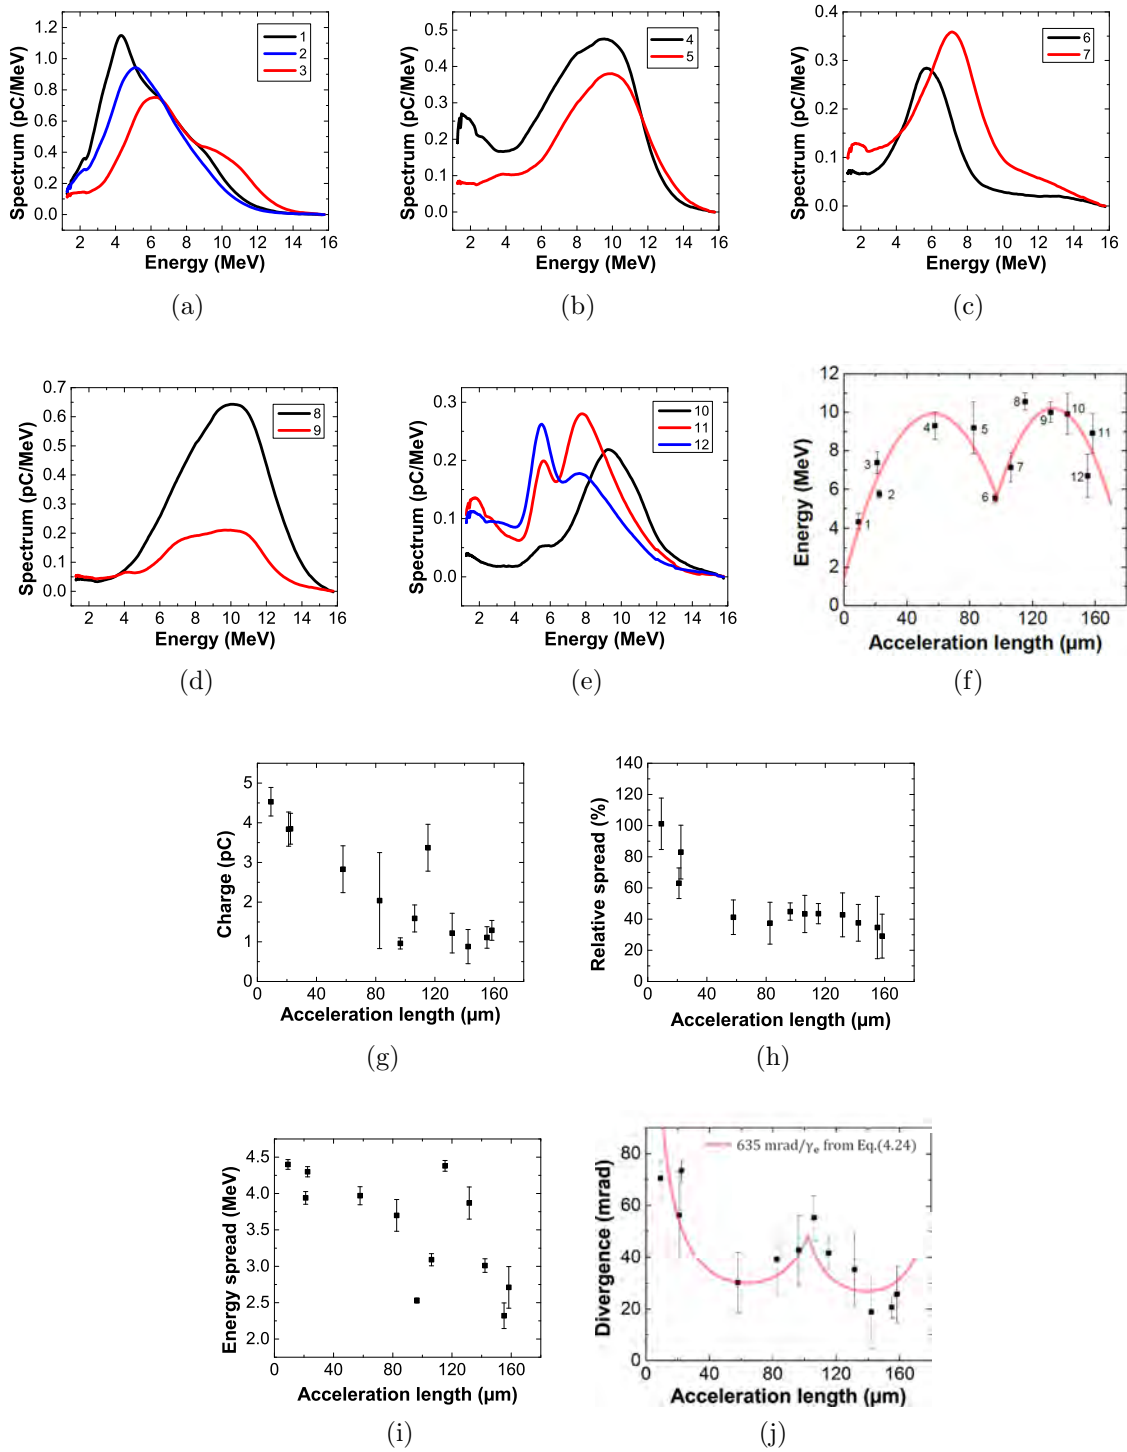 1.2
1.0
0.8
0.6
0.4
0.2
0.0
Spectrum (pC/MeV)
2 4 6 8 10 12 14 16
Energy (MeV)
1
2
3
(a)
0.5
0.4
0.3
0.2
0.1
0.0
Spectrum (pC/MeV)
2 4 6 8 10 12 14 16
Energy (MeV)
4
5
(b)
0.4
0.3
0.2
0.1
0.0
Spectrum (pC/MeV)
2 4 6 8 10 12 14 16
Energy (MeV)
6
7
(c)
0.7
0.6
0.5
0.4
0.3
0.2
0.1
0.0
Spectrum (pC/MeV)
2 4 6 8 10 12 14 16
Energy (MeV)
8
9
(d)
0.3
0.2
0.1
0.0
Spectrum (pC/MeV)
2 4 6 8 10 12 14 16
Energy (MeV)
10
11
12
(e)
12
10
8
6
4
2
0
Energy (MeV)
0 40 80 120 160
Acceleration length (μm)
1
2
3
4
5
6
7
8
9
10
11
12
(f)
5
4
3
2
1
0
Charge (pC)
0 40 80 120 160
Acceleration length (μm)
(g)
140
120
100
80
60
40
20
0
Relative spread (%)
0 40 80 120 160
Acceleration length (μm)
(h)
4.5
4.0
3.5
3.0
2.5
2.0
Energy spread (MeV)
0 40 80 120 160
Acceleration length (μm)
(i)
80
60
40
20
0
Divergence (mrad)
0 40 80 120 160
Acceleration length (μm)
635 mrad/γₑ from Eq.(4.24)
(j)